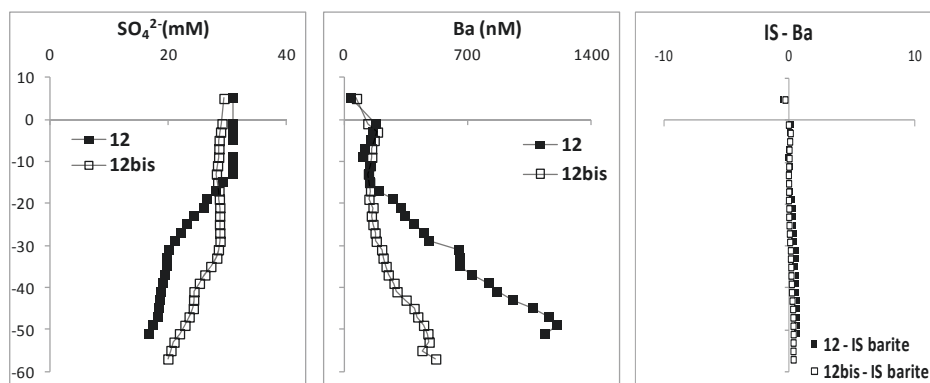 SO₄²⁻(mM)
0 20 40
10
0
-10
-20
-30
-40
-50
-60
12
12bis
Ba (nM)
0 700 1400
12
12bis
IS - Ba
-10 0 10
12 - IS barite
12bis - IS barite